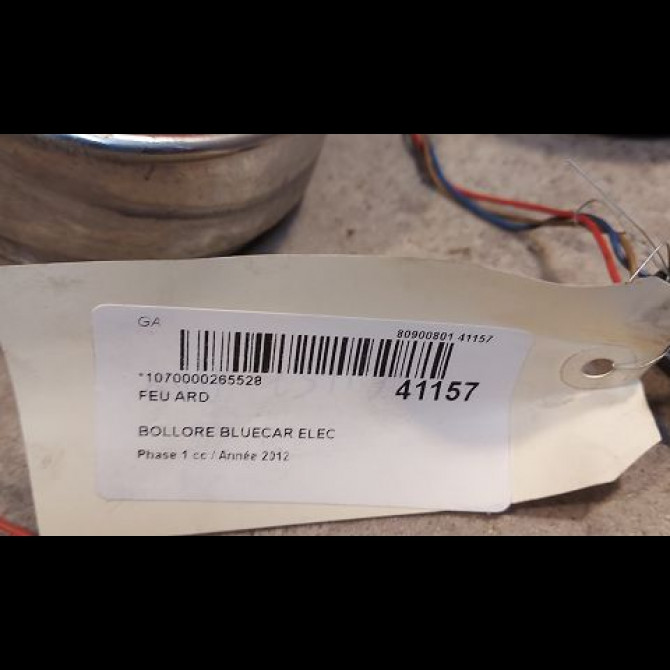 GA
80900801 41157
*1070000265528
41157
FEU ARD
BOLLORE BLUECAR ELEC
Phase 1 cc / Année 2012